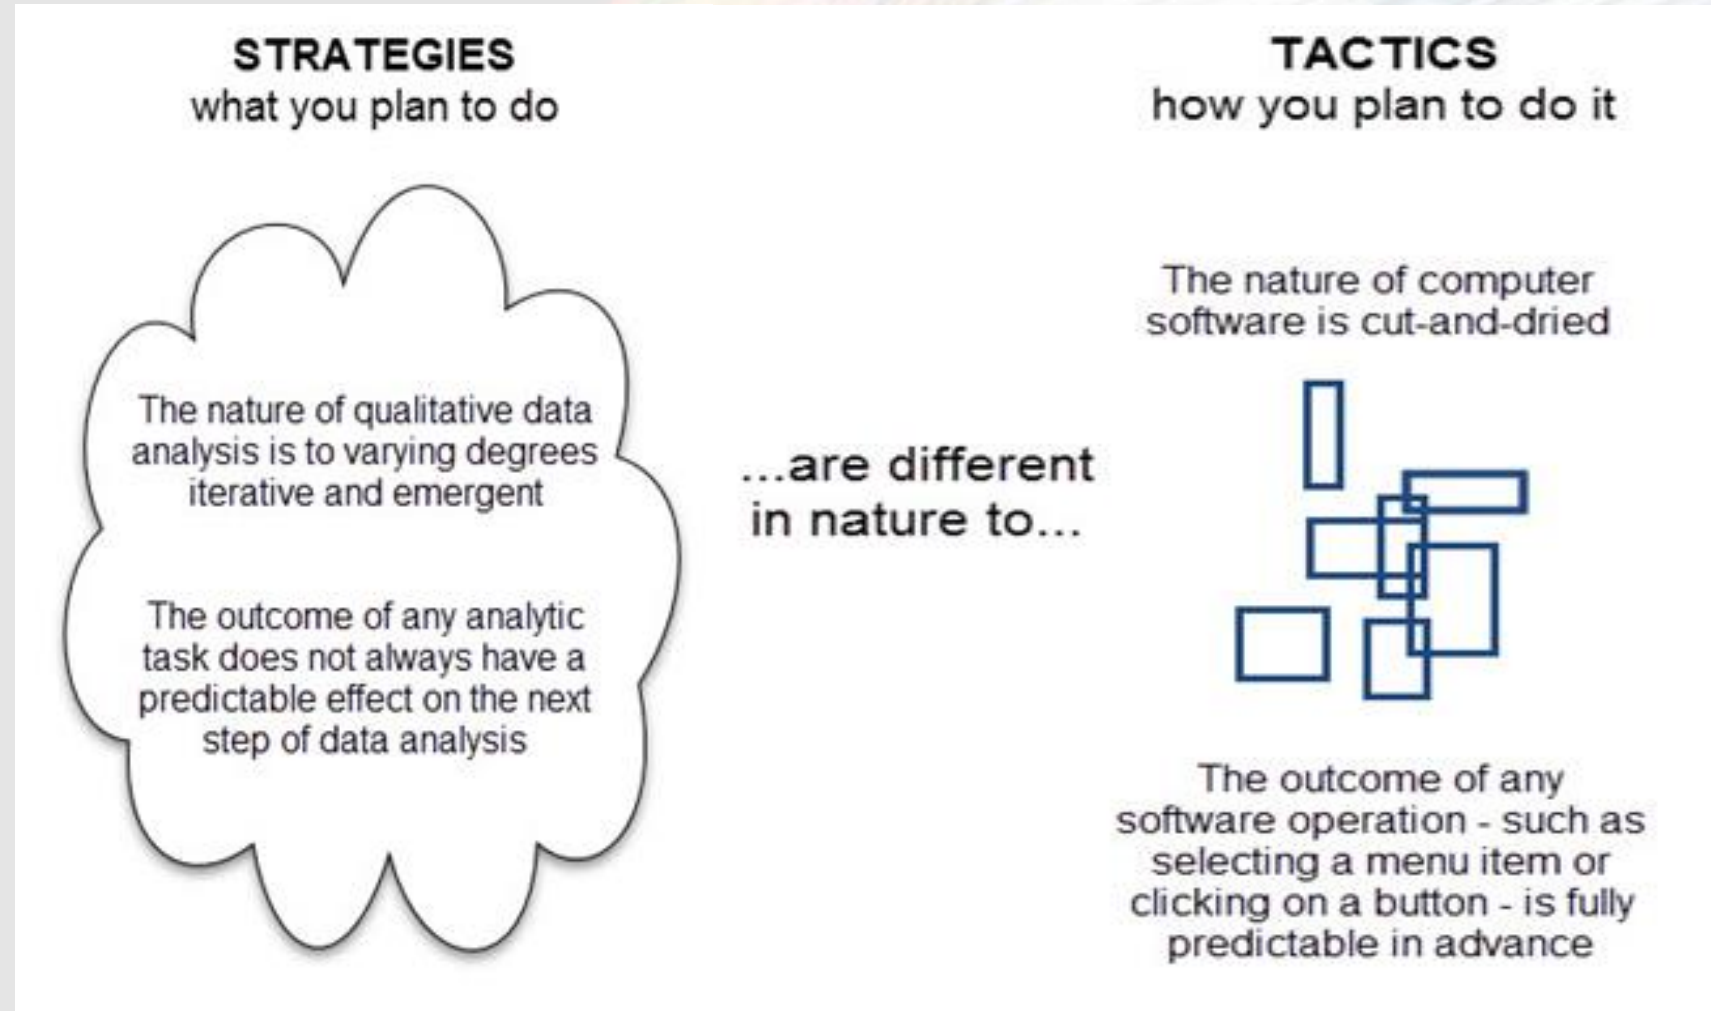 STRATEGIES
what you plan to do
The nature of qualitative data
analysis is to varying degrees
iterative and emergent
The outcome of any analytic
task does not always have a
predictable effect on the next
step of data analysis
...are different
in nature to...
TACTICS
how you plan to do it
The nature of computer
software is cut-and-dried
The outcome of any
software operation - such as
selecting a menu item or
clicking on a button - is fully
predictable in advance